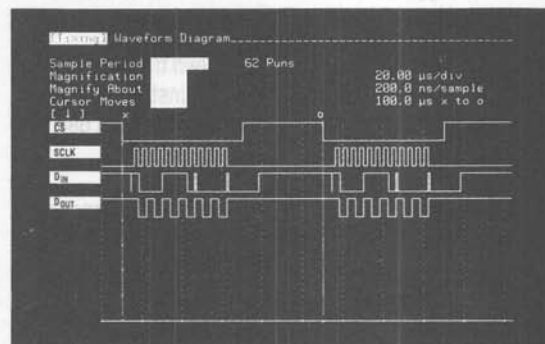 Waveform Diagram
Sample Period 62 Runs
Magnification 20.00 µs/div
Magnify About 200.0 ns/sample
Cursor Moves 100.0 µs x to o
[ ↓ ] x o
CS
SCLK
DIN
DOUT